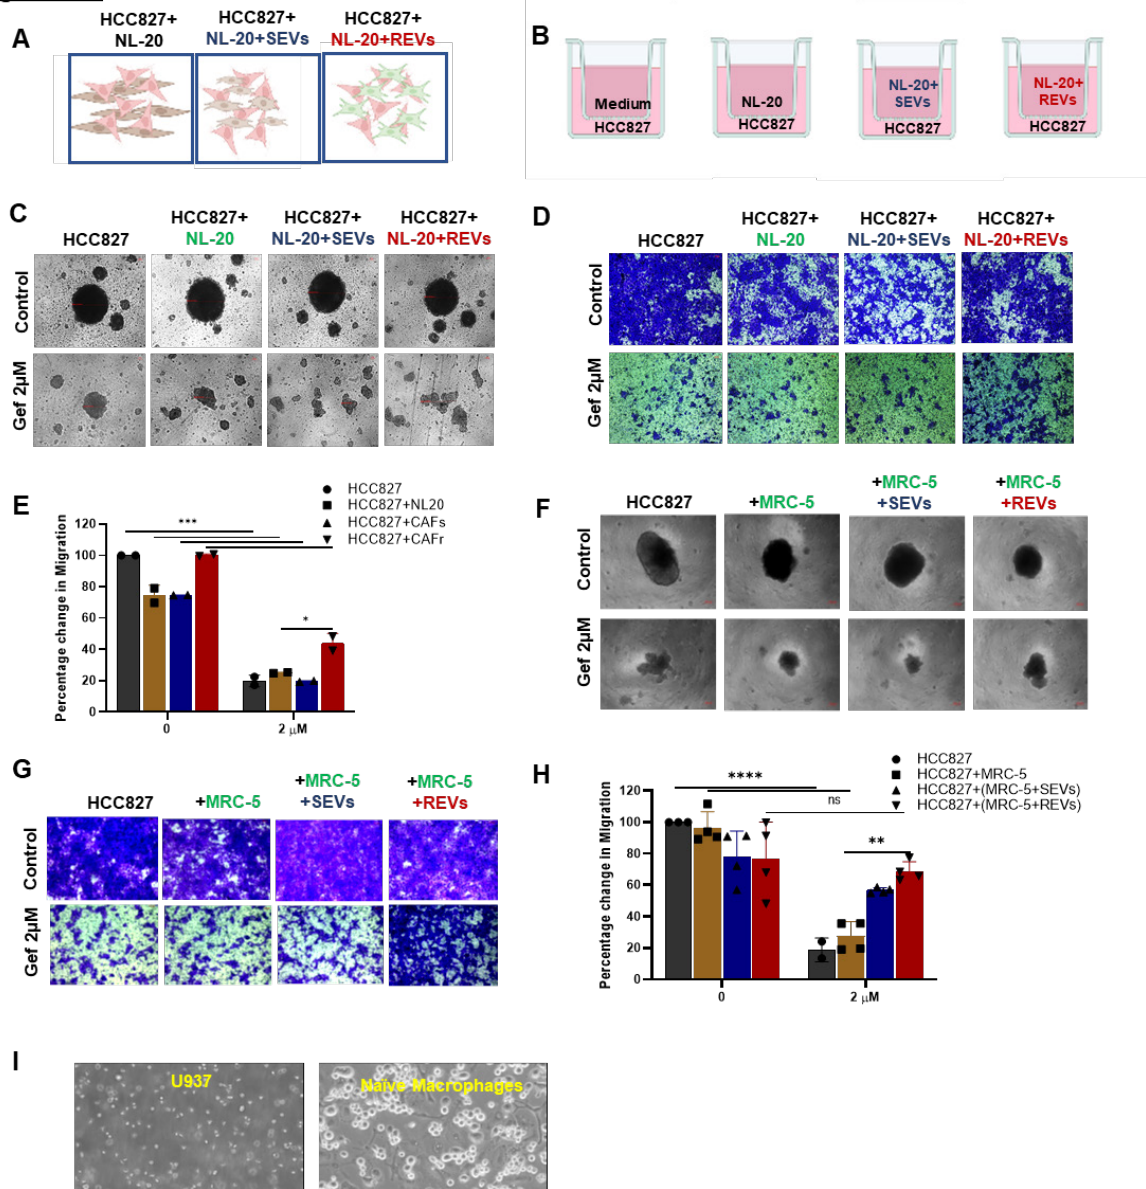 A
HCC827+
NL-20
HCC827+
NL-20+SEVs
HCC827+
NL-20+REVs
B
Medium
HCC827
NL-20
HCC827
NL-20+
SEVs
HCC827
NL-20+
REVs
HCC827
C
HCC827
HCC827+
NL-20
HCC827+
NL-20+SEVs
HCC827+
NL-20+REVs
Control
Gef 2µM
D
HCC827
HCC827+
NL-20
HCC827+
NL-20+SEVs
HCC827+
NL-20+REVs
Control
Gef 2µM
E
HCC827
HCC827+NL20
HCC827+CAFs
HCC827+CAFr
Percentage change in Migration
120
100
80
60
40
20
0
***
*
0
2 µM
F
HCC827
+MRC-5
+MRC-5
+SEVs
+MRC-5
+REVs
Control
Gef 2µM
G
HCC827
+MRC-5
+MRC-5
+SEVs
+MRC-5
+REVs
Control
Gef 2µM
H
HCC827
HCC827+MRC-5
HCC827+(MRC-5+SEVs)
HCC827+(MRC-5+REVs)
Percentage change in Migration
120
100
80
60
40
20
0
****
ns
**
0
2 µM
I
U937
Naïve Macrophages